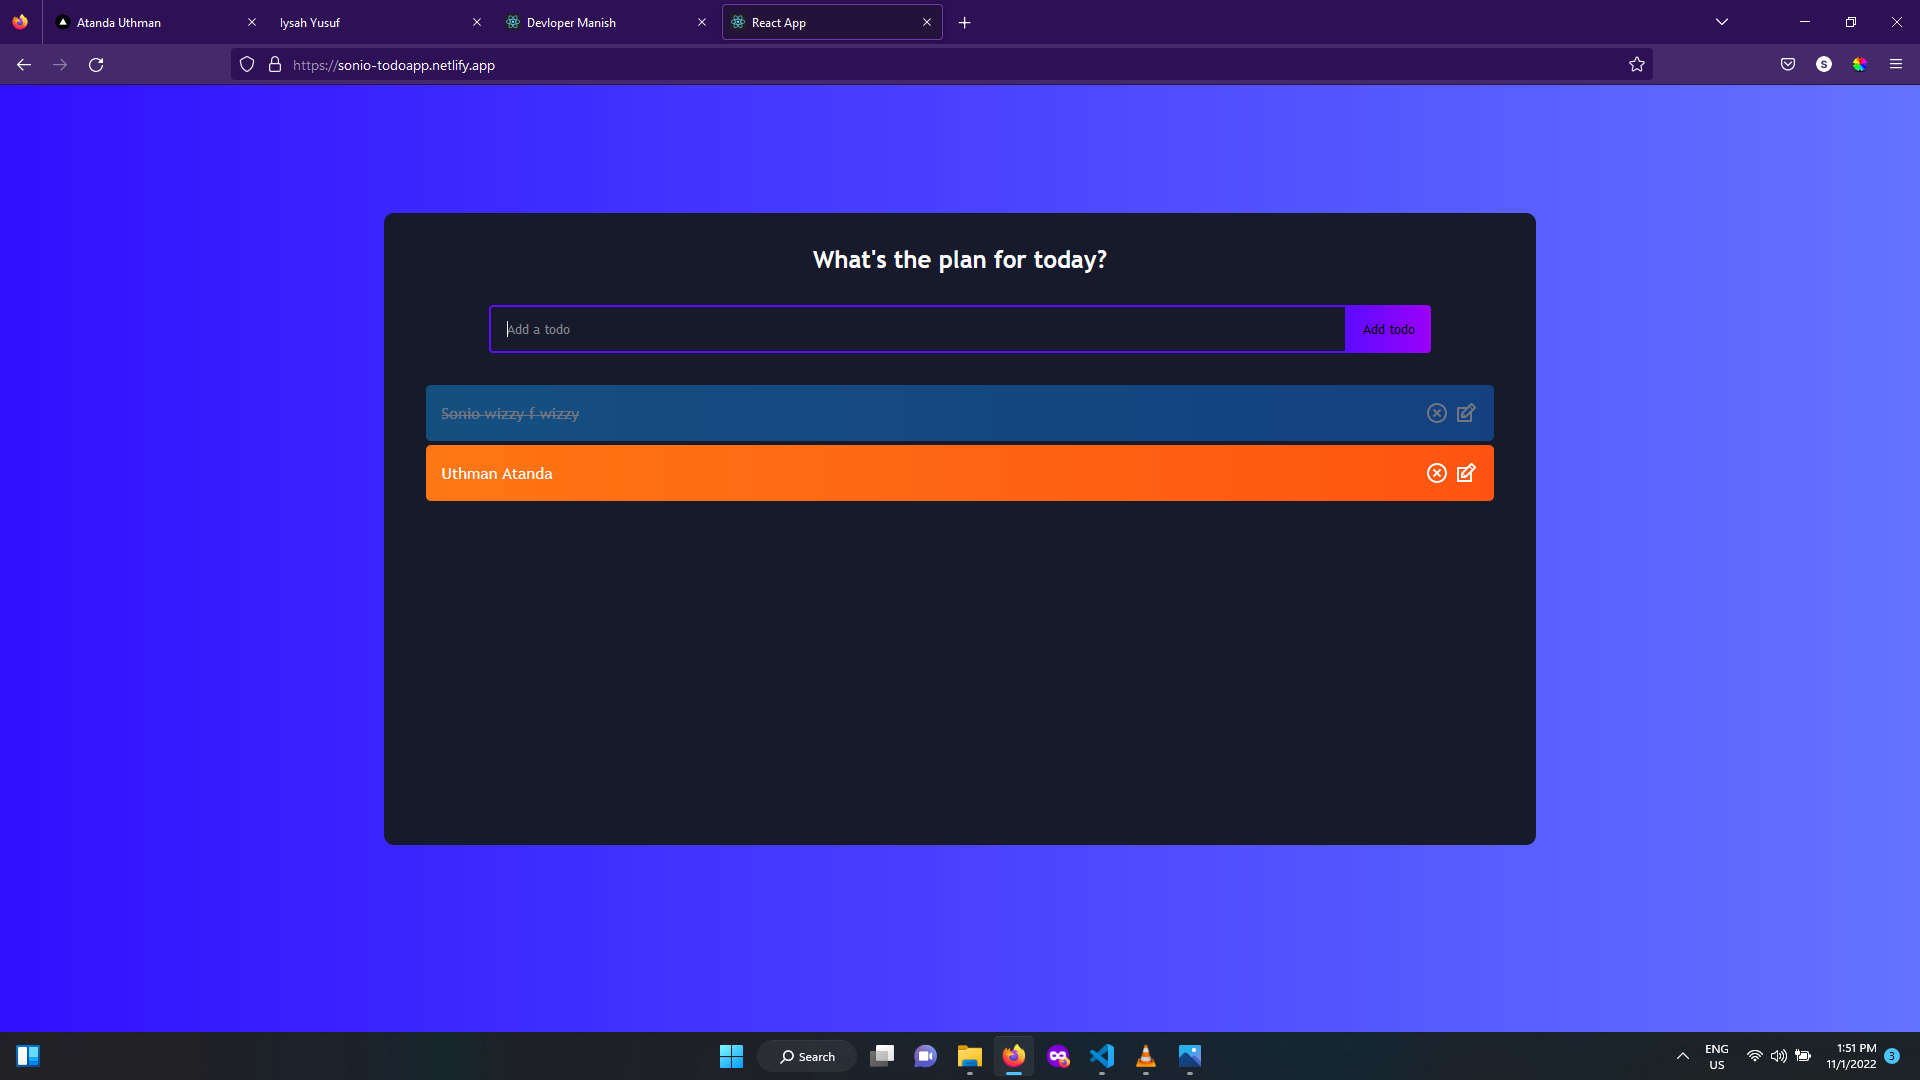 Atanda Uthman
Iysah Yusuf
Devloper Manish
React App
https://sonio-todoapp.netlify.app
S
What's the plan for today?
Add a todo
Add todo
Sonio wizzy f wizzy
Uthman Atanda
Search
ENG
US
1:51 PM
11/1/2022
3